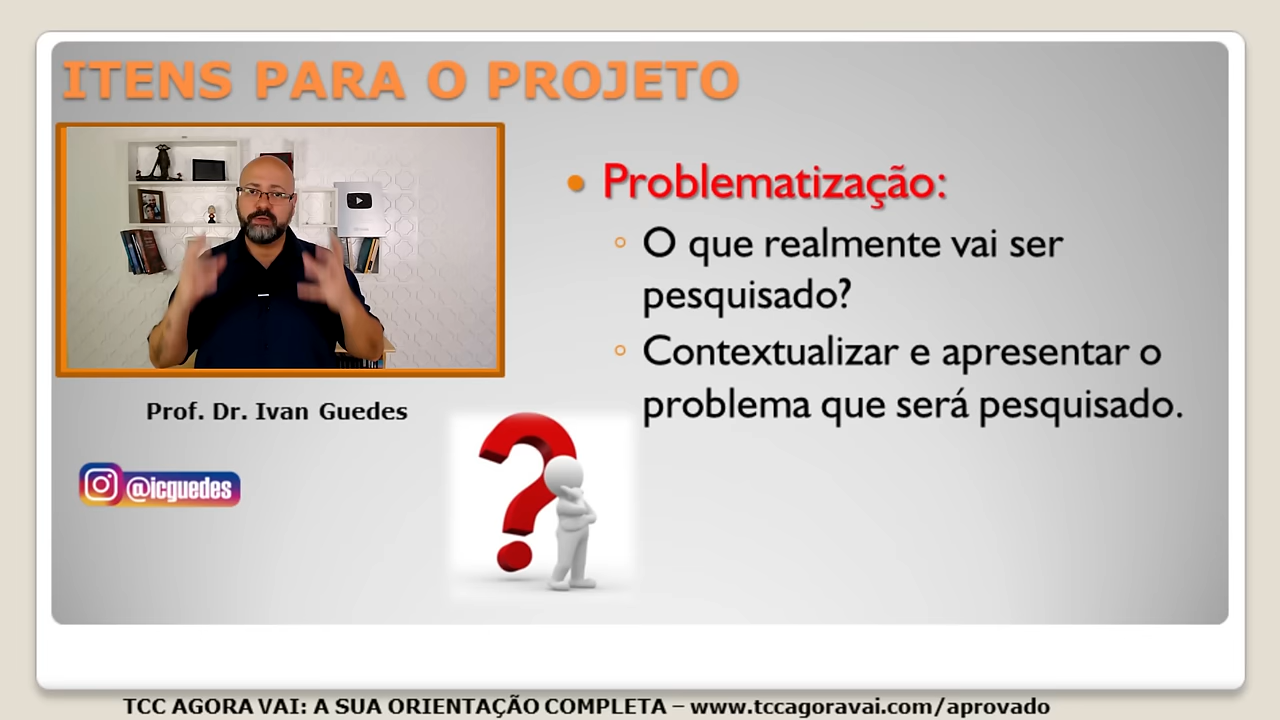 ITENS PARA O PROJETO
Problematização:
O que realmente vai ser
pesquisado?
Contextualizar e apresentar o
problema que será pesquisado.
Prof. Dr. Ivan Guedes
@icguedes
TCC AGORA VAI: A SUA ORIENTAÇÃO COMPLETA – www.tccagoravai.com/aprovado